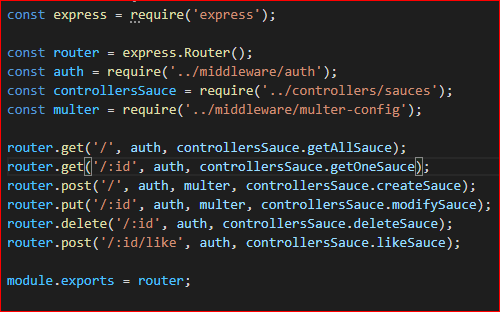 const express = require('express');
const router = express.Router();
const auth = require('../middleware/auth');
const controllersSauce = require('../controllers/sauces');
const multer = require('../middleware/multer-config');
router.get('/', auth, controllersSauce.getAllSauce);
router.get('/:id', auth, controllersSauce.getOneSauce);
router.post('/', auth, multer, controllersSauce.createSauce);
router.put('/:id', auth, multer, controllersSauce.modifySauce);
router.delete('/:id', auth, controllersSauce.deleteSauce);
router.post('/:id/like', auth, controllersSauce.likeSauce);
module.exports = router;